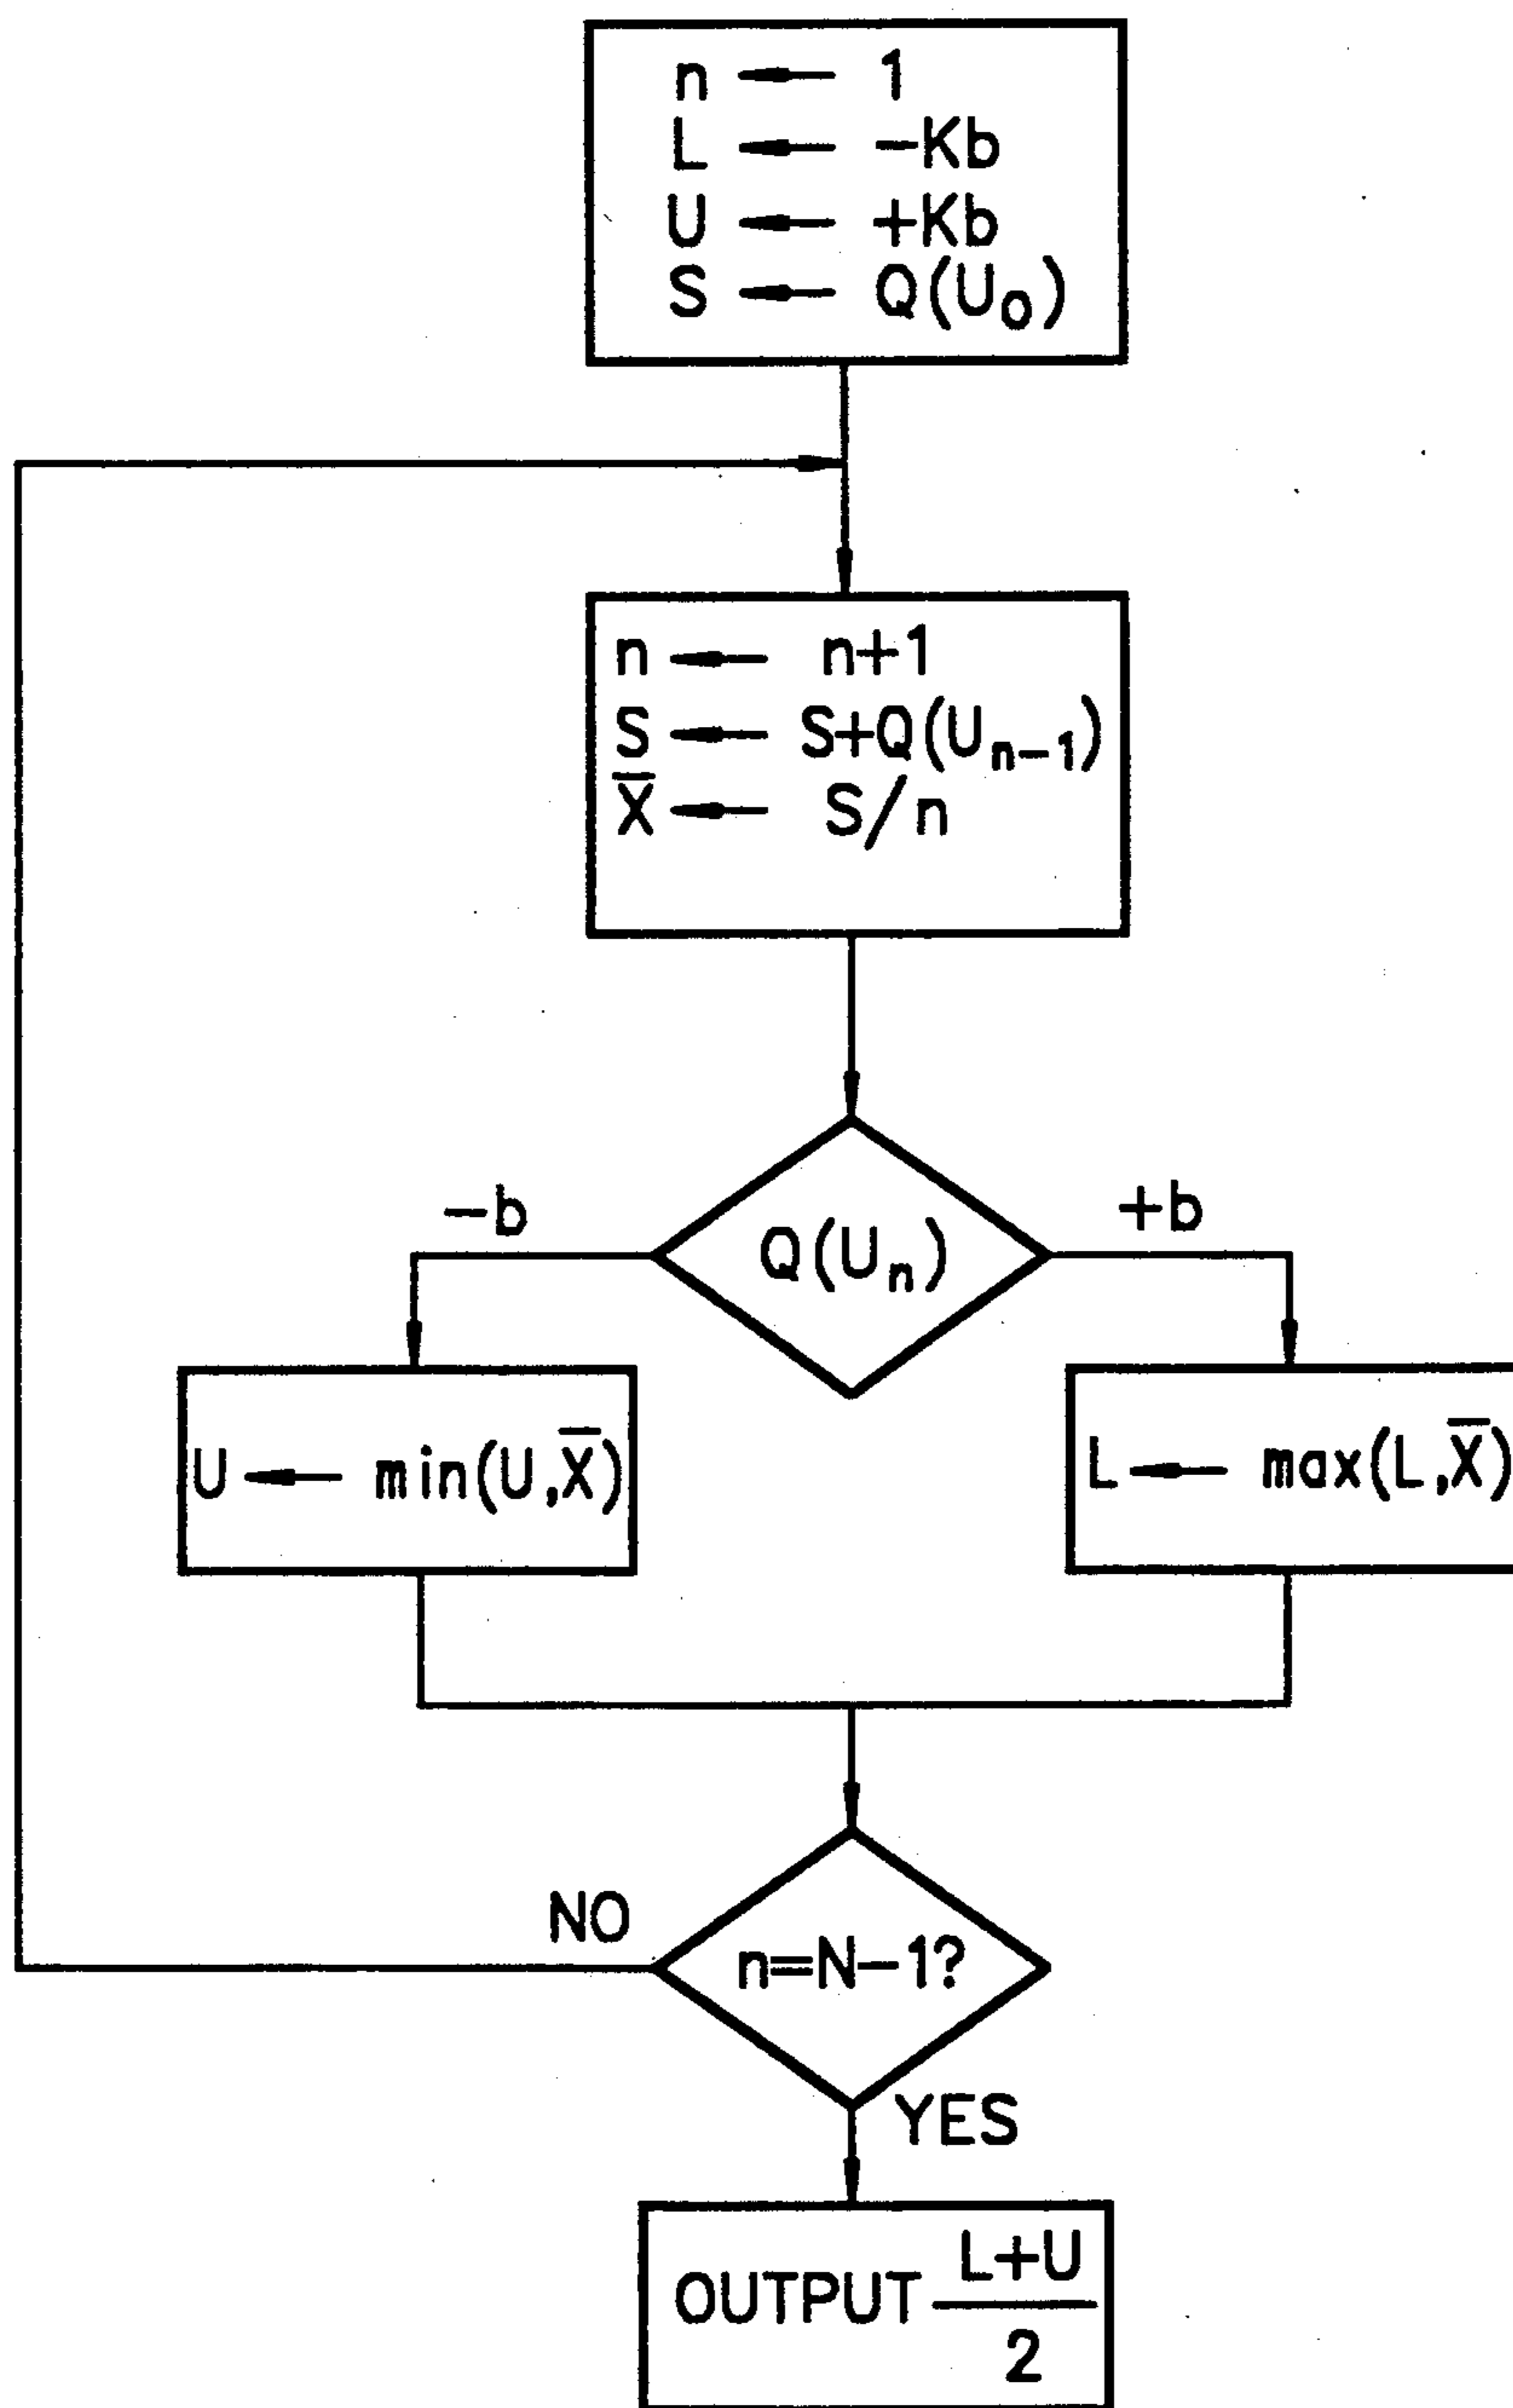 n ← 1
L ← -Kb
U ← +Kb
S ← Q(U₀)
n ← n+1
S ← S+Q(Uₙ₋₁)
X̅ ← S/n
-b
+b
Q(Uₙ)
U ← min(U,X̅)
L ← max(L,X̅)
NO
n=N-1?
YES
OUTPUT (L+U)/2